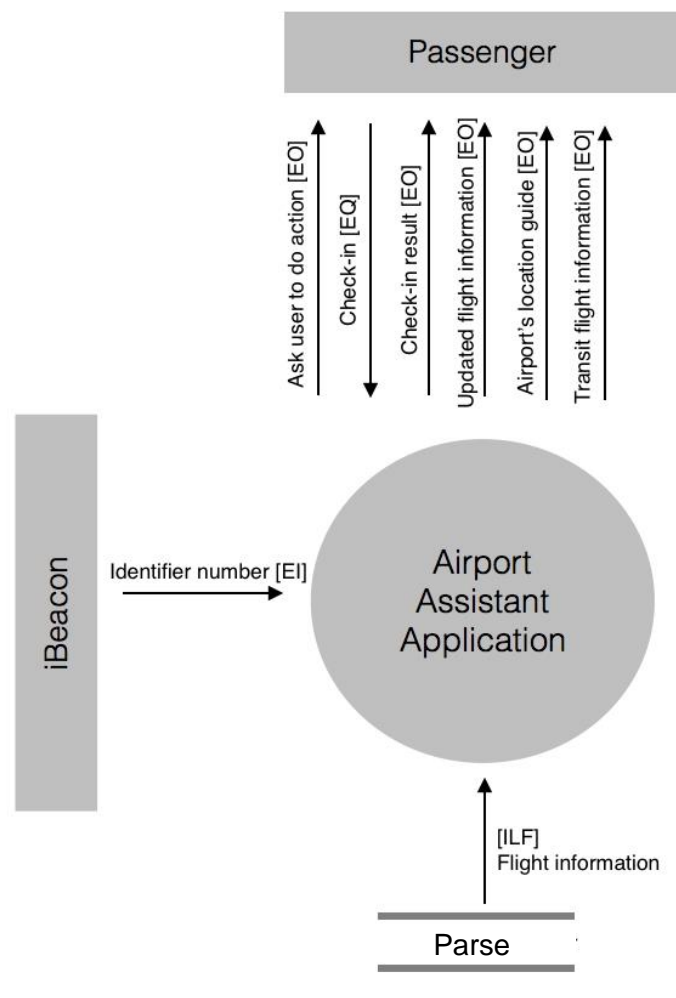 Passenger
Ask user to do action [EO]
Check-in [EQ]
Check-in result [EO]
Updated flight information [EO]
Airport's location guide [EO]
Transit flight information [EO]
iBeacon
Identifier number [EI]
Airport
Assistant
Application
[ILF]
Flight information
Parse